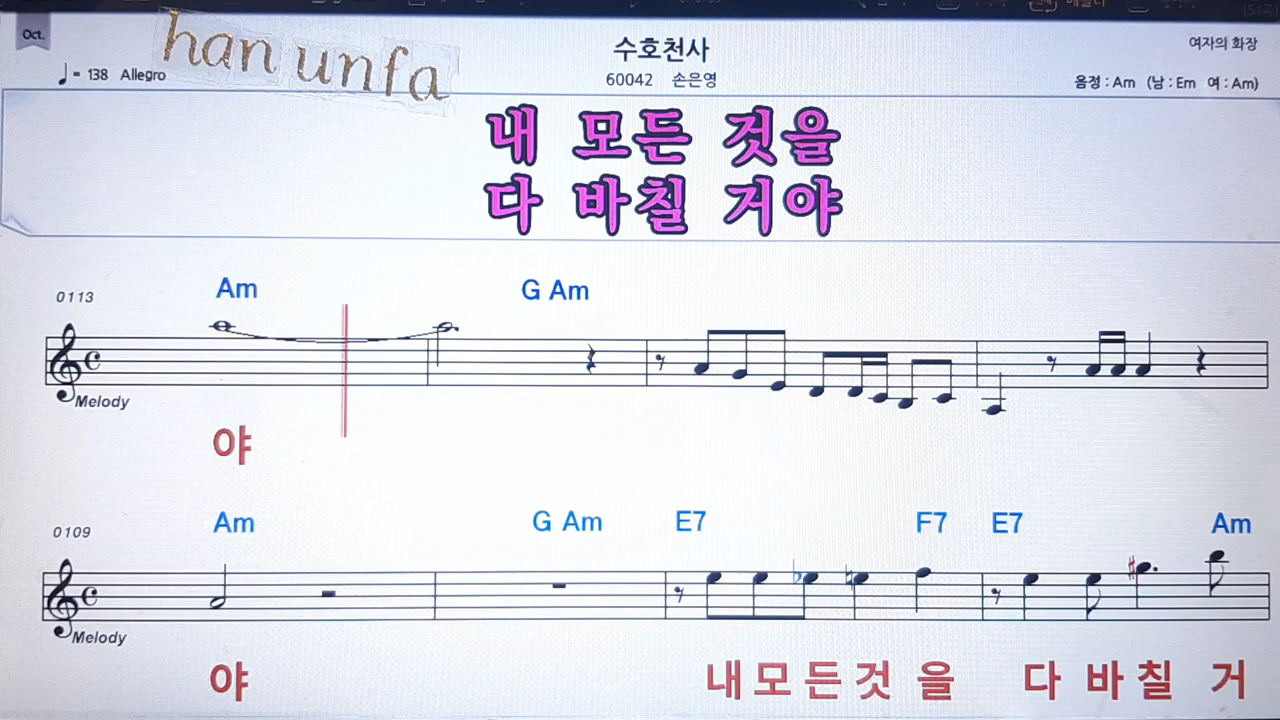 Oct.
han unfa
수호천사
여자의 화장
♩= 138 Allegro
60042 손은영
음정 : Am (남 : Em 여 : Am)
내 모든 것을
다 바칠 거야
Am G Am
0113
Melody
야
Am G Am E7 F7 E7 Am
0109
Melody
야 내 모 든 것 을 다 바 칠 거